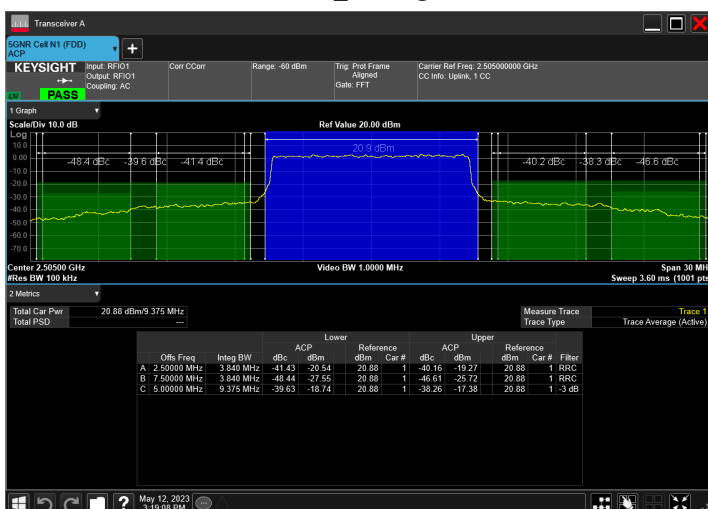 Transceiver A
5GNR Cell N1 (FDD)
ACP
+
KEYSIGHT
Input: RFIO1
Output: RFIO1
Coupling: AC
Corr CCorr
Range: -60 dBm
Trig: Prot Frame
Aligned
Gate: FFT
Carrier Ref Freq: 2.505000000 GHz
CC Info: Uplink, 1 CC
LXI
PASS
1 Graph
Scale/Div 10.0 dB
Ref Value 20.00 dBm
Log
10.0
0.00
-10.0
-20.0
-30.0
-40.0
-50.0
-60.0
-70.0
-48.4 dBc
-39.6 dBc
-41.4 dBc
20.9 dBm
-40.2 dBc
-38.3 dBc
-46.6 dBc
Center 2.50500 GHz
Video BW 1.0000 MHz
Span 30 MH
#Res BW 100 kHz
Sweep 3.60 ms (1001 pts
2 Metrics
Total Car Pwr 20.88 dBm/9.375 MHz
Total PSD ---
Measure Trace Trace 1
Trace Type Trace Average (Active)
Lower Upper
ACP Reference ACP Reference
Offs Freq Integ BW dBc dBm dBm Car # dBc dBm dBm Car # Filter
A 2.50000 MHz 3.840 MHz -41.43 -20.54 20.88 1 -40.16 -19.27 20.88 1 RRC
B 7.50000 MHz 3.840 MHz -48.44 -27.55 20.88 1 -46.61 -25.72 20.88 1 RRC
C 5.00000 MHz 9.375 MHz -39.63 -18.74 20.88 1 -38.26 -17.38 20.88 1 -3 dB
?
May 12, 2023
3:19:08 PM